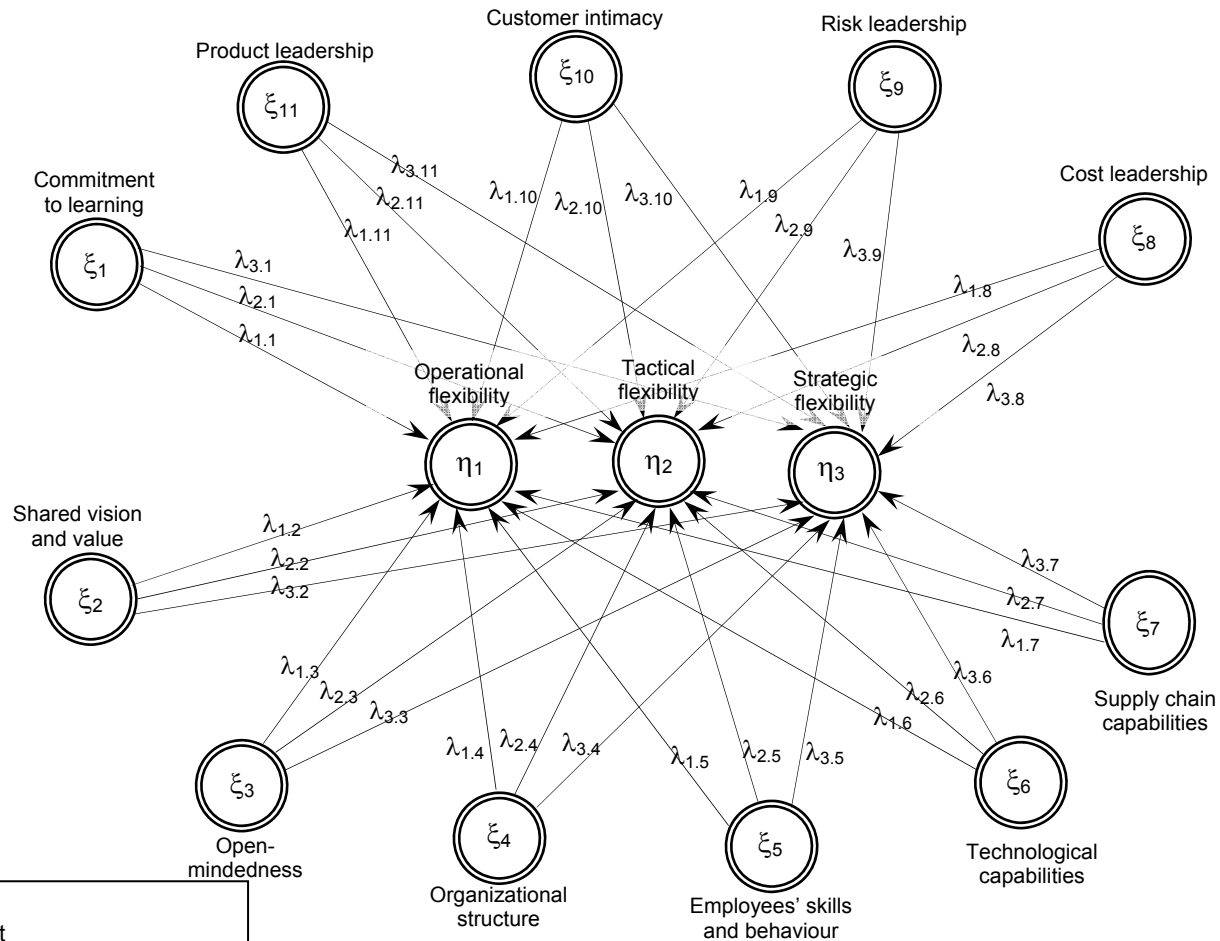 Customer intimacy
Risk leadership
Product leadership
ξ10
ξ9
ξ11
Cost leadership
Commitment
to learning
ξ8
ξ1
λ3.11
λ2.11
λ1.11
λ1.10
λ2.10
λ3.10
λ1.9
λ2.9
λ3.9
λ3.1
λ2.1
λ1.1
λ1.8
λ2.8
λ3.8
Operational
flexibility
Tactical
flexibility
Strategic
flexibility
η1
η2
η3
Shared vision
and value
ξ2
λ1.2
λ2.2
λ3.2
λ3.7
λ2.7
λ1.7
ξ7
Supply chain
capabilities
λ1.3
λ2.3
λ3.3
λ1.4
λ2.4
λ3.4
λ1.5
λ2.5
λ3.5
λ1.6
λ2.6
λ3.6
ξ3
Open-
mindedness
ξ4
Organizational
structure
ξ5
Employees' skills
and behaviour
ξ6
Technological
capabilities